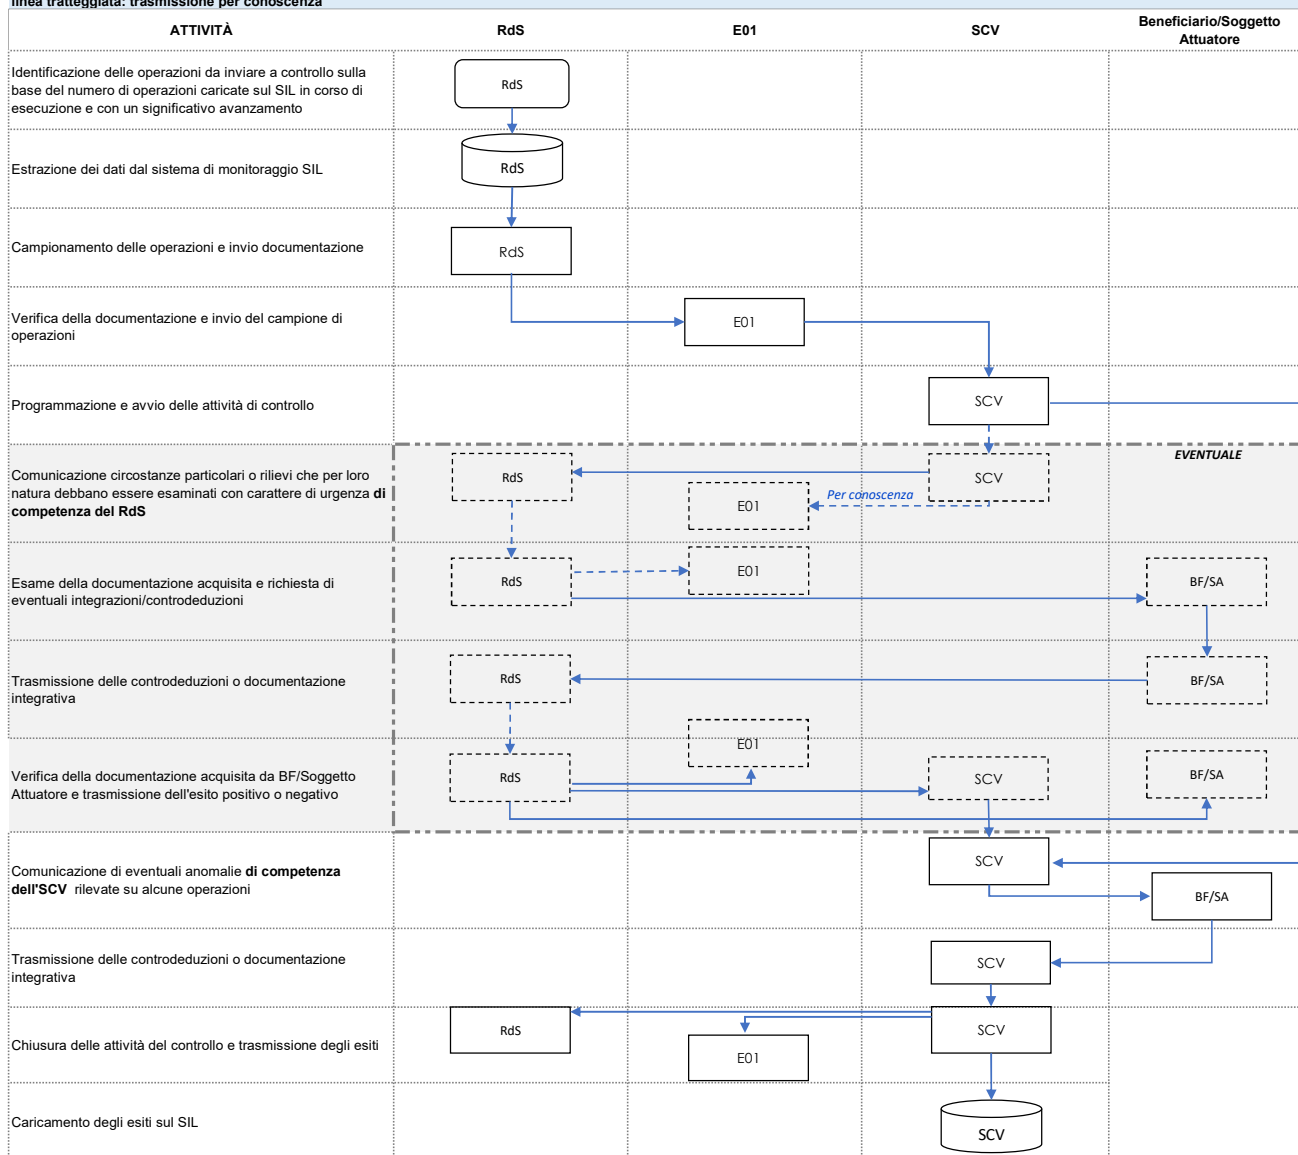 linea tratteggiata: trasmissione per conoscenza
ATTIVITÀ
RdS
E01
SCV
Beneficiario/Soggetto
Attuatore
Identificazione delle operazioni da inviare a controllo sulla
base del numero di operazioni caricate sul SIL in corso di
esecuzione e con un significativo avanzamento
RdS
Estrazione dei dati dal sistema di monitoraggio SIL
RdS
Campionamento delle operazioni e invio documentazione
RdS
Verifica della documentazione e invio del campione di
operazioni
E01
Programmazione e avvio delle attività di controllo
SCV
EVENTUALE
Comunicazione circostanze particolari o rilievi che per loro
natura debbano essere esaminati con carattere di urgenza di
competenza del RdS
RdS
SCV
Per conoscenza
E01
Esame della documentazione acquisita e richiesta di
eventuali integrazioni/controdeduzioni
RdS
E01
BF/SA
Trasmissione delle controdeduzioni o documentazione
integrativa
RdS
BF/SA
E01
Verifica della documentazione acquisita da BF/Soggetto
Attuatore e trasmissione dell'esito positivo o negativo
RdS
SCV
BF/SA
Comunicazione di eventuali anomalie di competenza
dell'SCV rilevate su alcune operazioni
SCV
BF/SA
Trasmissione delle controdeduzioni o documentazione
integrativa
SCV
Chiusura delle attività del controllo e trasmissione degli esiti
RdS
E01
SCV
Caricamento degli esiti sul SIL
SCV